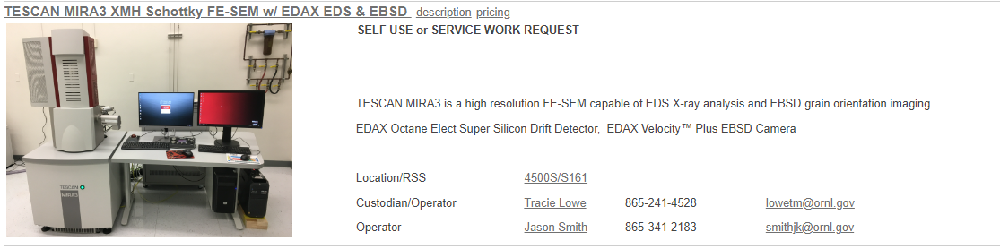 TESCAN MIRA3 XMH Schottky FE-SEM w/ EDAX EDS & EBSD description pricing
SELF USE or SERVICE WORK REQUEST
TESCAN MIRA3 is a high resolution FE-SEM capable of EDS X-ray analysis and EBSD grain orientation imaging.
EDAX Octane Elect Super Silicon Drift Detector, EDAX Velocity™ Plus EBSD Camera
Location/RSS 4500S/S161
Custodian/Operator Tracie Lowe 865-241-4528 lowetm@ornl.gov
Operator Jason Smith 865-341-2183 smithjk@ornl.gov
TESCAN
MIRA3